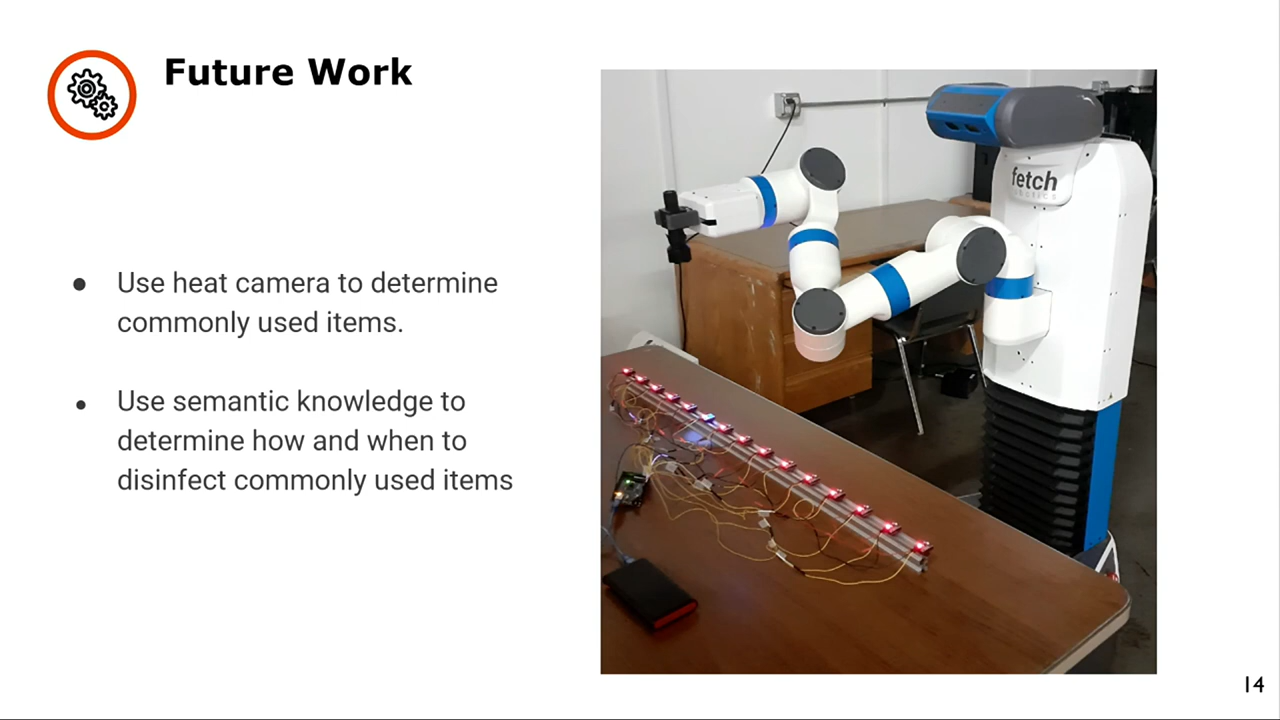 Future Work
● Use heat camera to determine
commonly used items.
● Use semantic knowledge to
determine how and when to
disinfect commonly used items
fetch
ROBOTICS
14